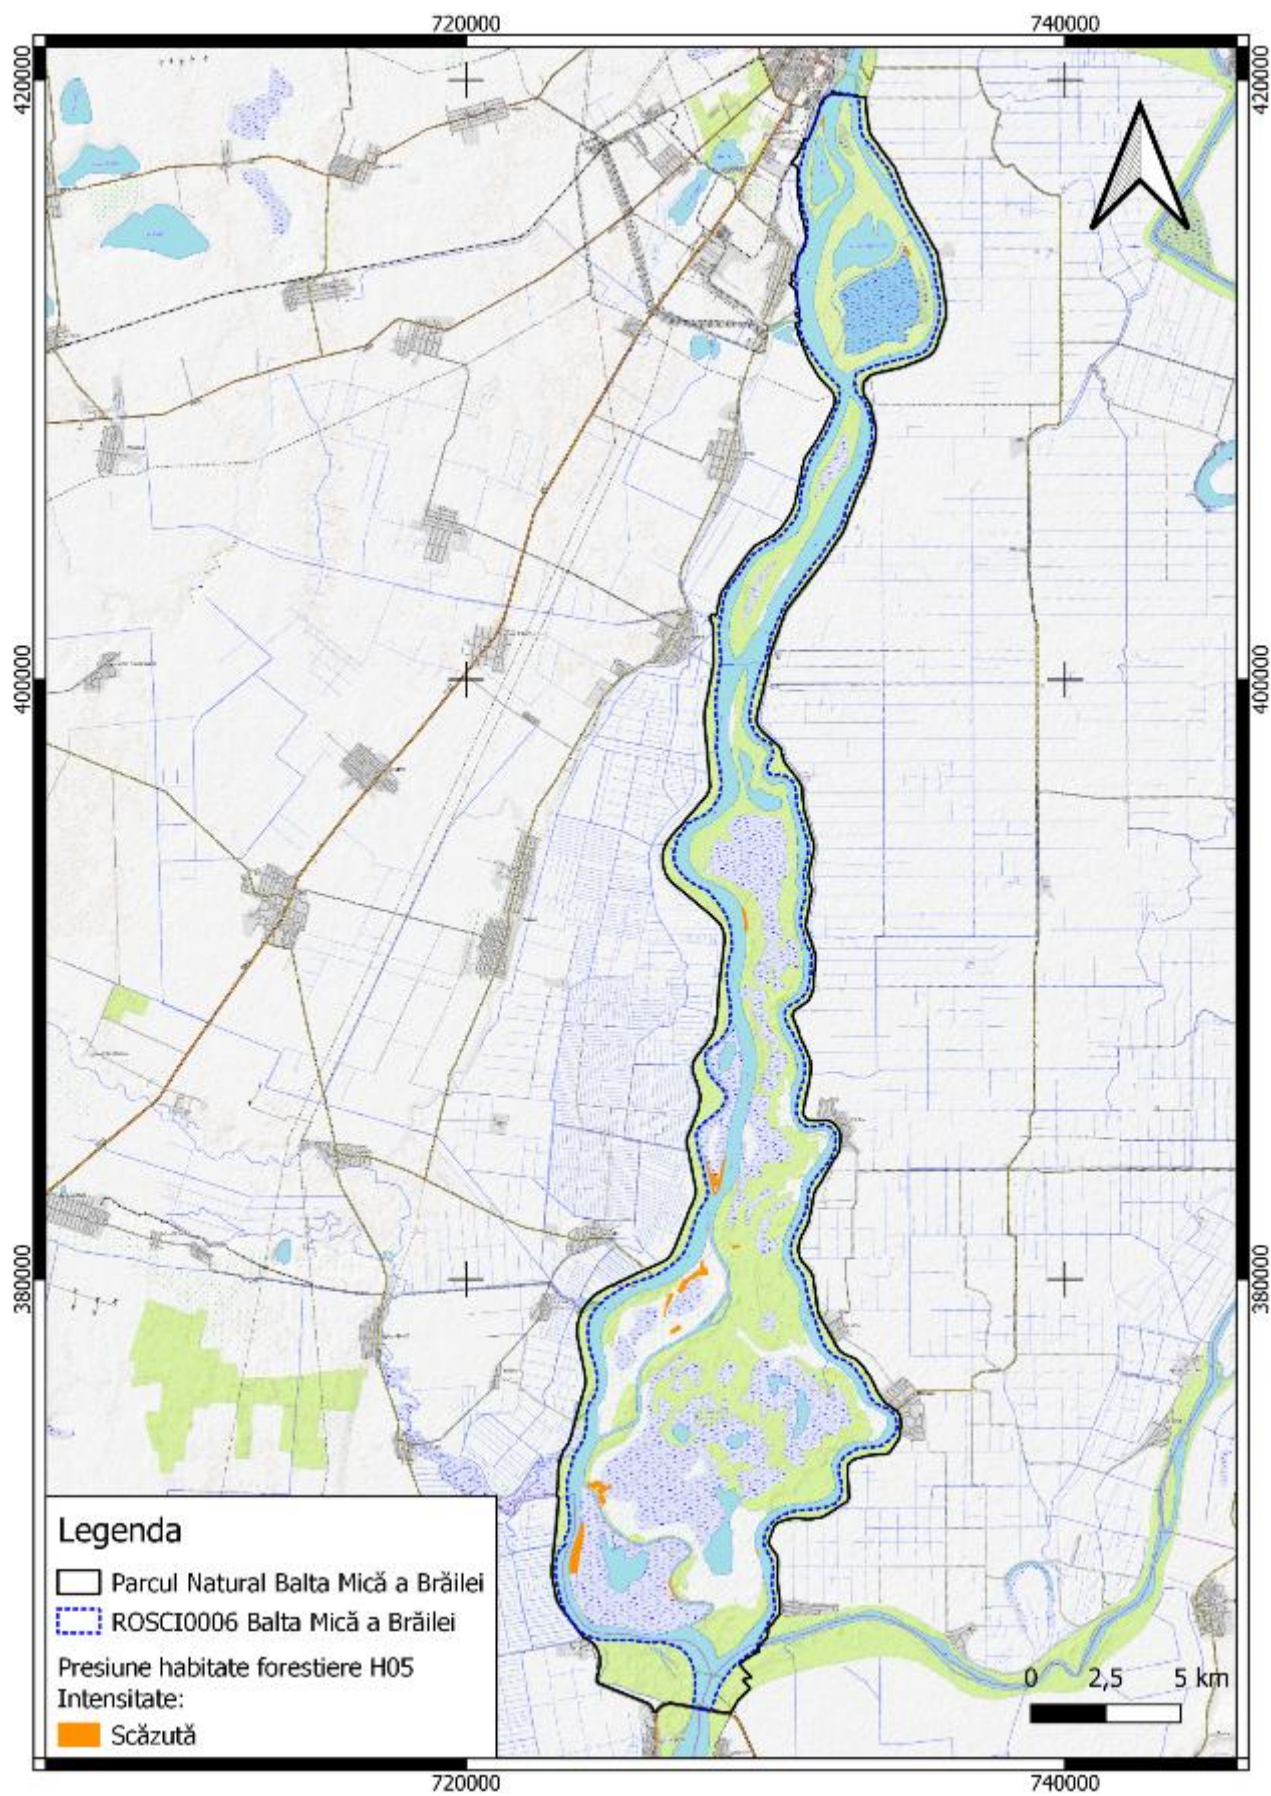 720000
740000
420000
420000
400000
400000
380000
380000
Legenda
Parcul Natural Balta Mică a Brăilei
ROSCI0006 Balta Mică a Brăilei
Presiune habitate forestiere H05
Intensitate:
Scăzută
0 2,5 5 km
720000
740000